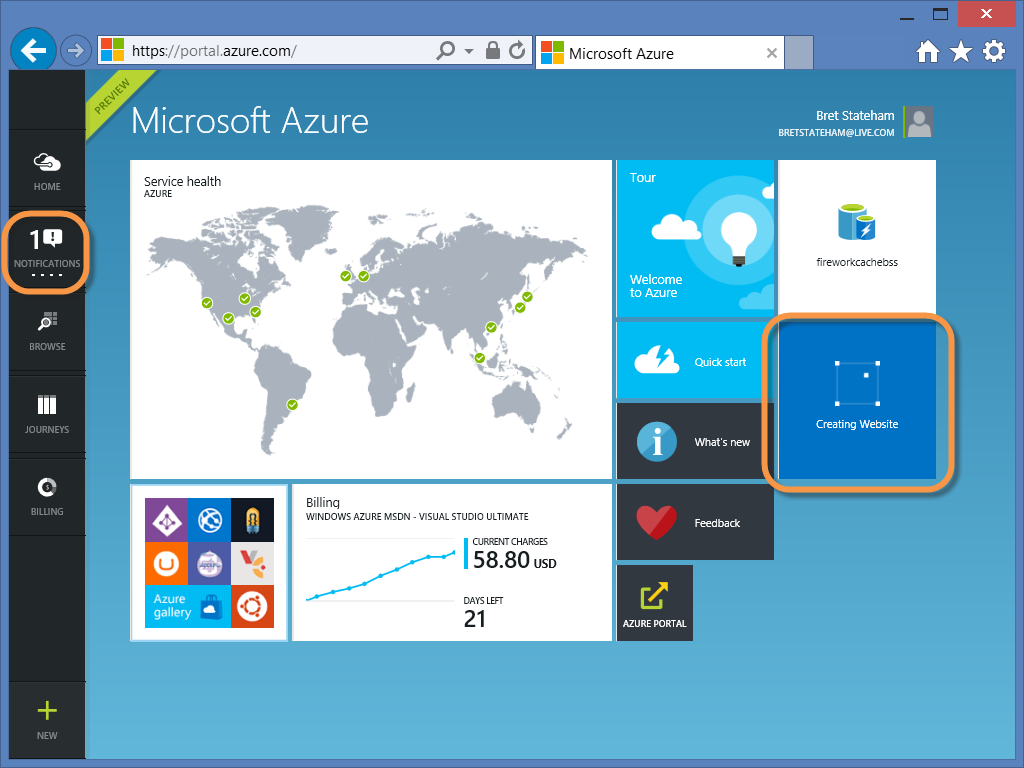 https://portal.azure.com/
Microsoft Azure
PREVIEW
Microsoft Azure
Bret Stateham
BRETSTATEHAM@LIVE.COM
HOME
1
NOTIFICATIONS
BROWSE
JOURNEYS
BILLING
NEW
Service health
AZURE
Tour
Welcome
to Azure
fireworkcachebss
Quick start
Creating Website
What's new
Azure
gallery
Billing
WINDOWS AZURE MSDN - VISUAL STUDIO ULTIMATE
CURRENT CHARGES
58.80 USD
DAYS LEFT
21
Feedback
AZURE PORTAL